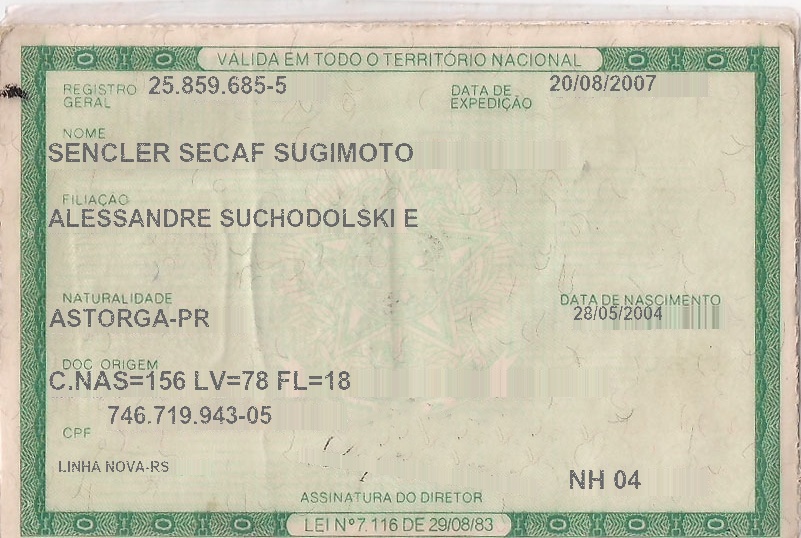 VÁLIDA EM TODO O TERRITÓRIO NACIONAL
REGISTRO GERAL 25.859.685-5 DATA DE EXPEDIÇÃO 20/08/2007
NOME
SENCLER SECAF SUGIMOTO
FILIAÇÃO
ALESSANDRE SUCHODOLSKI E
NATURALIDADE DATA DE NASCIMENTO
ASTORGA-PR 28/05/2004
DOC ORIGEM
C.NAS=156 LV=78 FL=18
746.719.943-05
CPF
LINHA NOVA-RS NH 04
ASSINATURA DO DIRETOR
LEI Nº 7.116 DE 29/08/83